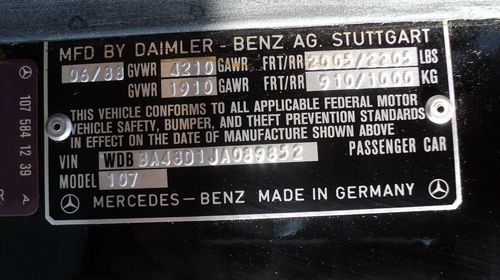 MFD BY DAIMLER - BENZ AG. STUTTGART
06/88 GVWR 4210 GAWR FRT/RR 2005/2205 LBS
GVWR 1910 GAWR FRT/RR 910/1000 KG
THIS VEHICLE CONFORMS TO ALL APPLICABLE FEDERAL MOTOR
VEHICLE SAFETY, BUMPER, AND THEFT PREVENTION STANDARDS
IN EFFECT ON THE DATE OF MANUFACTURE SHOWN ABOVE
VIN WDB BA48D1JA089852 PASSENGER CAR
MODEL 107
MERCEDES - BENZ MADE IN GERMANY
107 584 12 39 A
R